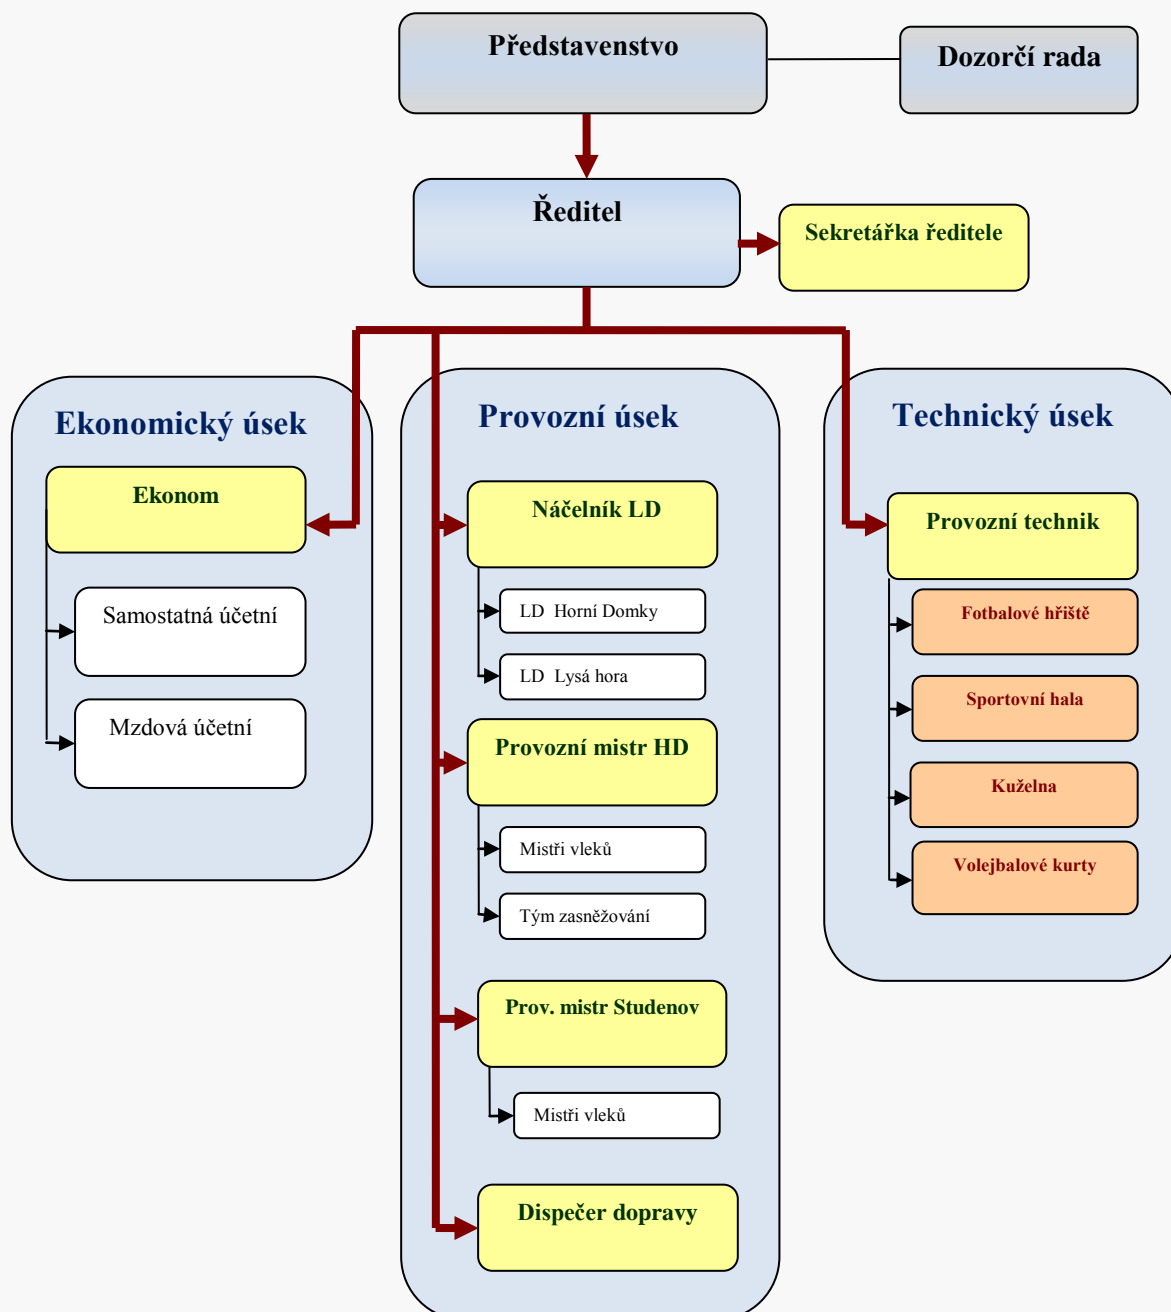 Představenstvo
Dozorčí rada
Ředitel
Sekretářka ředitele
Ekonomický úsek
Ekonom
Samostatná účetní
Mzdová účetní
Provozní úsek
Náčelník LD
LD  Horní Domky
LD  Lysá hora
Provozní mistr HD
Mistři vleků
Tým zasněžování
Prov. mistr Studenov
Mistři vleků
Dispečer dopravy
Technický úsek
Provozní technik
Fotbalové hřiště
Sportovní hala
Kuželna
Volejbalové kurty